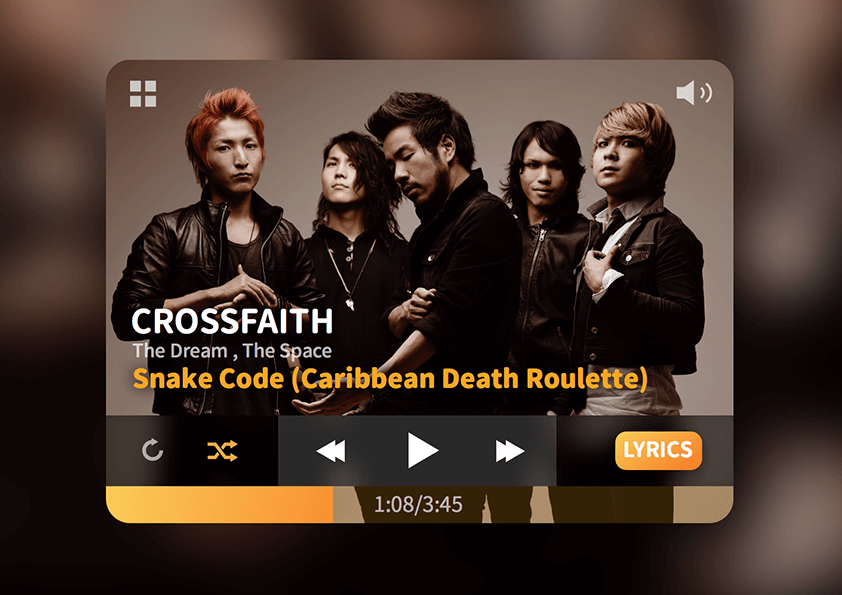 CROSSFAITH
The Dream , The Space
Snake Code (Caribbean Death Roulette)
LYRICS
1:08/3:45